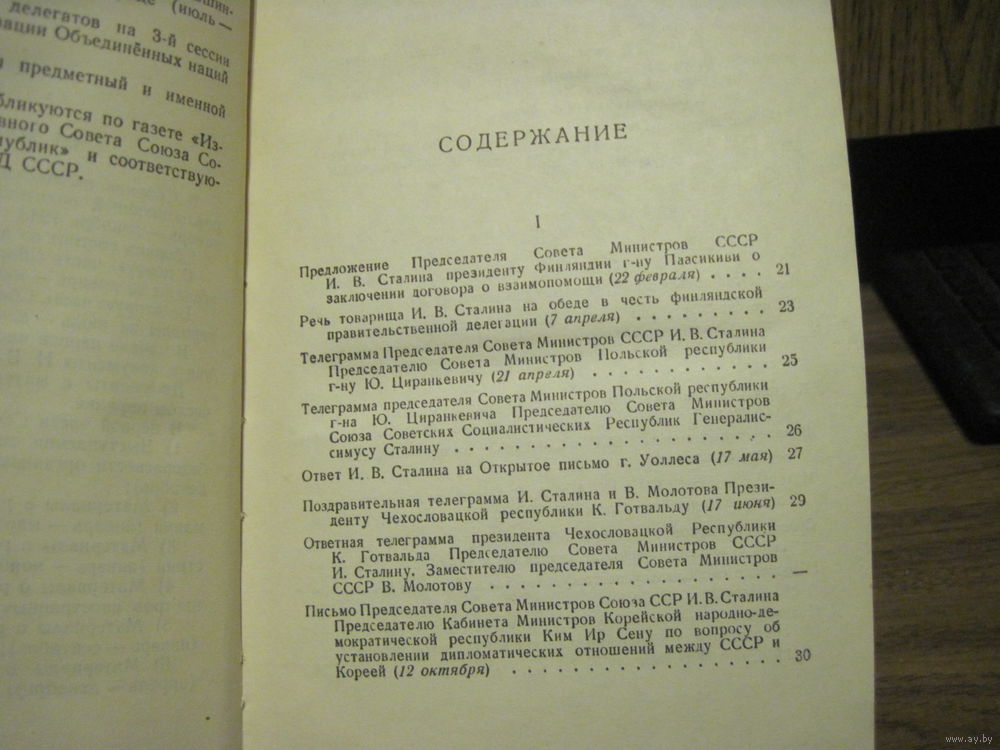 (июль —
делегатов на 3-й сессии
Объединённых наций
предметный и именной
бликуются по газете «Из-
вного Совета Союза Со-
публик» и соответствую-
Д СССР.
СОДЕРЖАНИЕ
I
Предложение Председателя Совета Министров СССР
И. В. Сталина президенту Финляндии г-ну Паасикиви о
заключении договора о взаимопомощи (22 февраля) . . . . 21
Речь товарища И. В. Сталина на обеде в честь финляндской
правительственной делегации (7 апреля) . . . . . . . . . 23
Телеграмма Председателя Совета Министров СССР И. В. Сталина
Председателю Совета Министров Польской республики
г-ну Ю. Циранкевичу (21 апреля) . . . . . . . . . . . . 25
Телеграмма председателя Совета Министров Польской республики
г-на Ю. Циранкевича Председателю Совета Министров
Союза Советских Социалистических Республик Генералис-
симусу Сталину . . . . . . . . . . . . . . . . . . 26
Ответ И. В. Сталина на Открытое письмо г. Уоллеса (17 мая) 27
Поздравительная телеграмма И. Сталина и В. Молотова Прези-
денту Чехословацкой республики К. Готвальду (17 июня) 29
Ответная телеграмма президента Чехословацкой Республики
К. Готвальда Председателю Совета Министров СССР
И. Сталину, Заместителю председателя Совета Министров
СССР В. Молотову . . . . . . . . . . . . . . . . —
Письмо Председателя Совета Министров Союза ССР И. В. Сталина
Председателю Кабинета Министров Корейской народно-де-
мократической республики Ким Ир Сену по вопросу об
установлении дипломатических отношений между СССР и
Кореей (12 октября) . . . . . . . . . . . . . . . . 30
www.ay.by